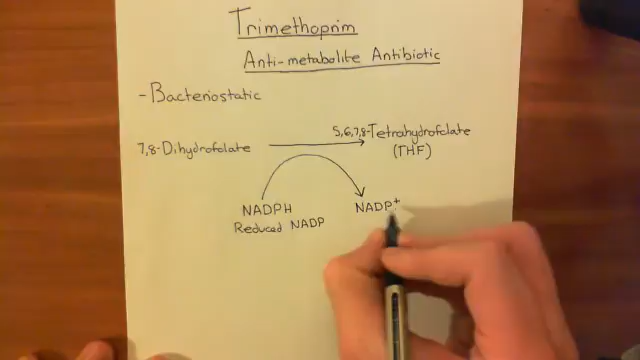 Trimethoprim
Anti-metabolite Antibiotic
-Bacteriostatic
7,8-Dihydrofolate
5,6,7,8-Tetrahydrofolate
(THF)
NADPH
NADP+
Reduced NADP